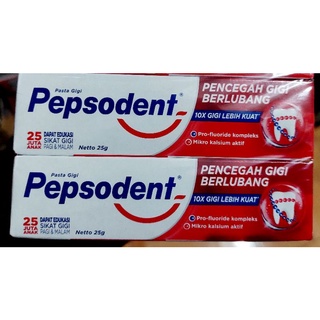 Pasta Gigi
Pepsodent
25 JUTA ANAK
DAPAT EDUKASI
SIKAT GIGI
PAGI & MALAM
Netto 25g
PENCEGAH GIGI
BERLUBANG
10X GIGI LEBIH KUAT*
Pro-fluoride kompleks
Mikro kalsium aktif
Pasta Gigi
Pepsodent
25 JUTA ANAK
DAPAT EDUKASI
SIKAT GIGI
PAGI & MALAM
Netto 25g
PENCEGAH GIGI
BERLUBANG
10X GIGI LEBIH KUAT*
Pro-fluoride kompleks
Mikro kalsium aktif